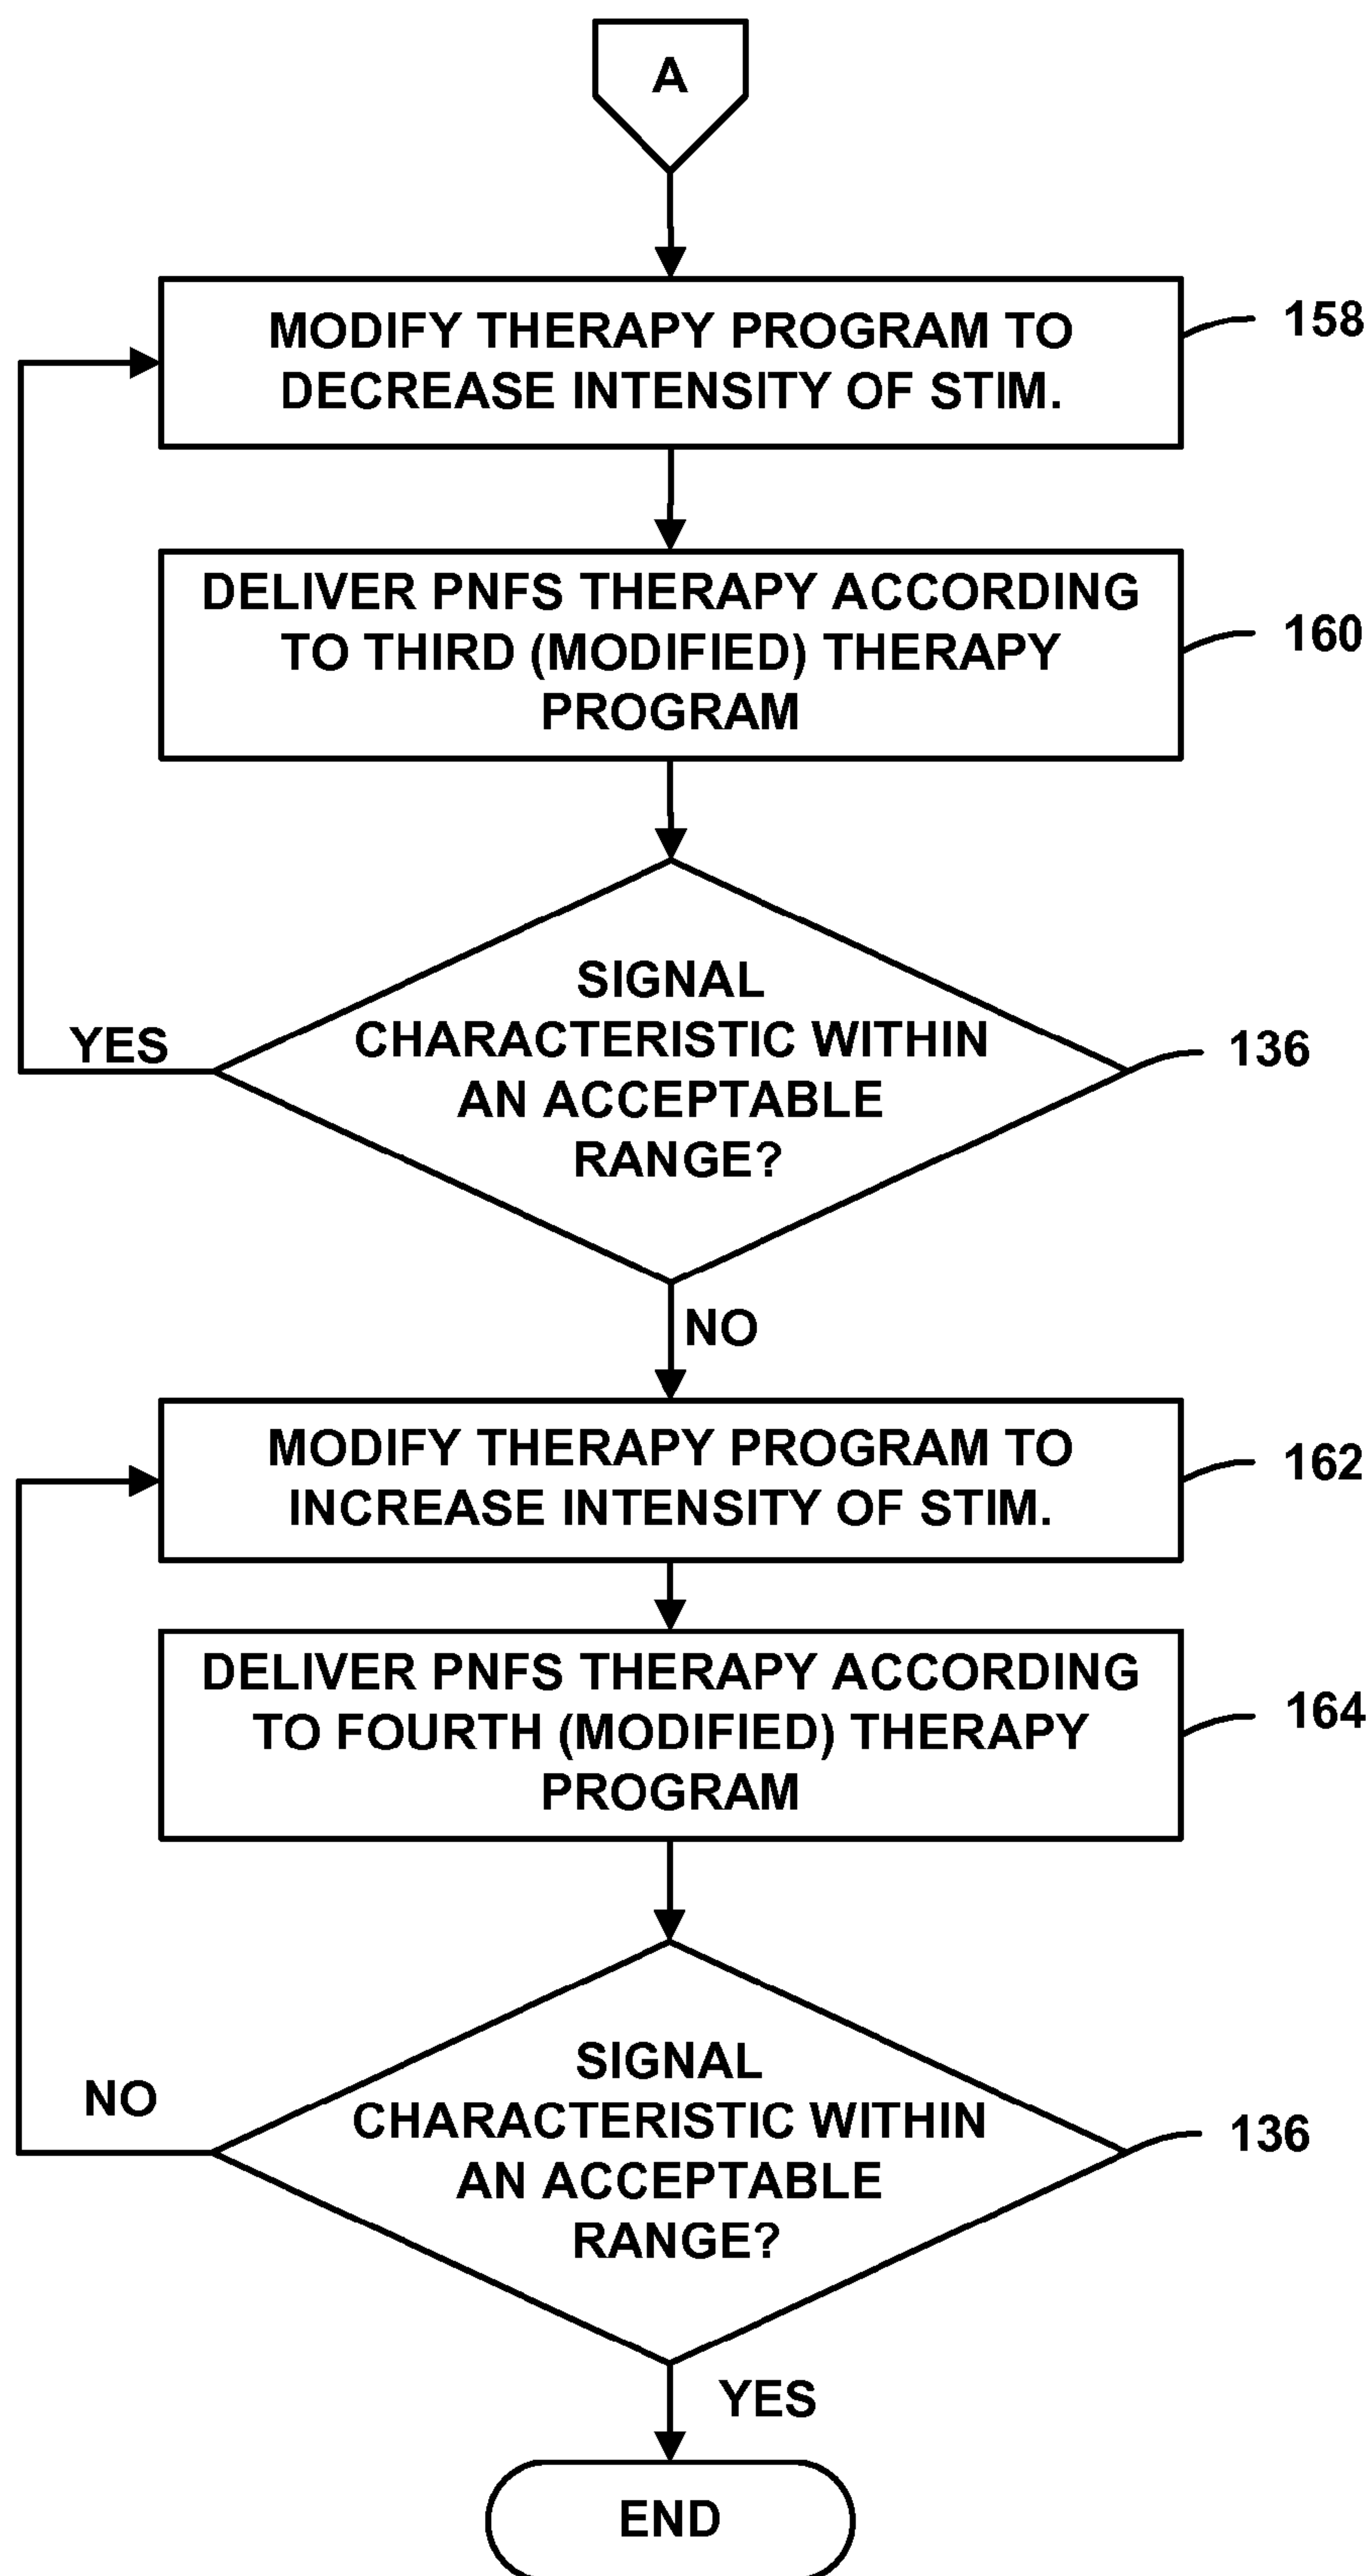 A
MODIFY THERAPY PROGRAM TO
DECREASE INTENSITY OF STIM.
158
DELIVER PNFS THERAPY ACCORDING
TO THIRD (MODIFIED) THERAPY
PROGRAM
160
SIGNAL
CHARACTERISTIC WITHIN
AN ACCEPTABLE
RANGE?
136
YES
NO
MODIFY THERAPY PROGRAM TO
INCREASE INTENSITY OF STIM.
162
DELIVER PNFS THERAPY ACCORDING
TO FOURTH (MODIFIED) THERAPY
PROGRAM
164
SIGNAL
CHARACTERISTIC WITHIN
AN ACCEPTABLE
RANGE?
136
NO
YES
END